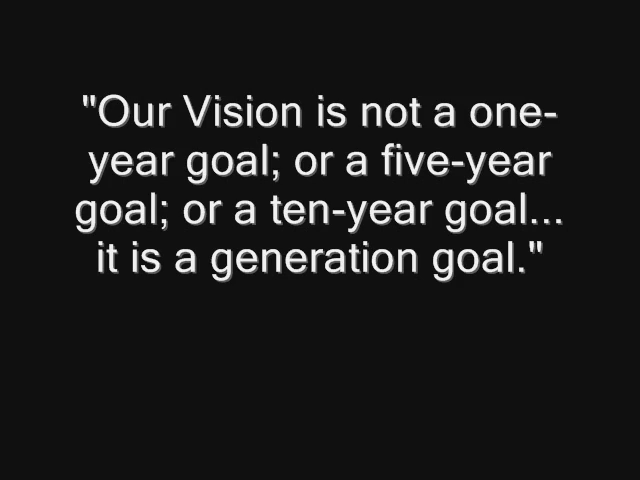 "Our Vision is not a one-
year goal; or a five-year
goal; or a ten-year goal...
it is a generation goal."